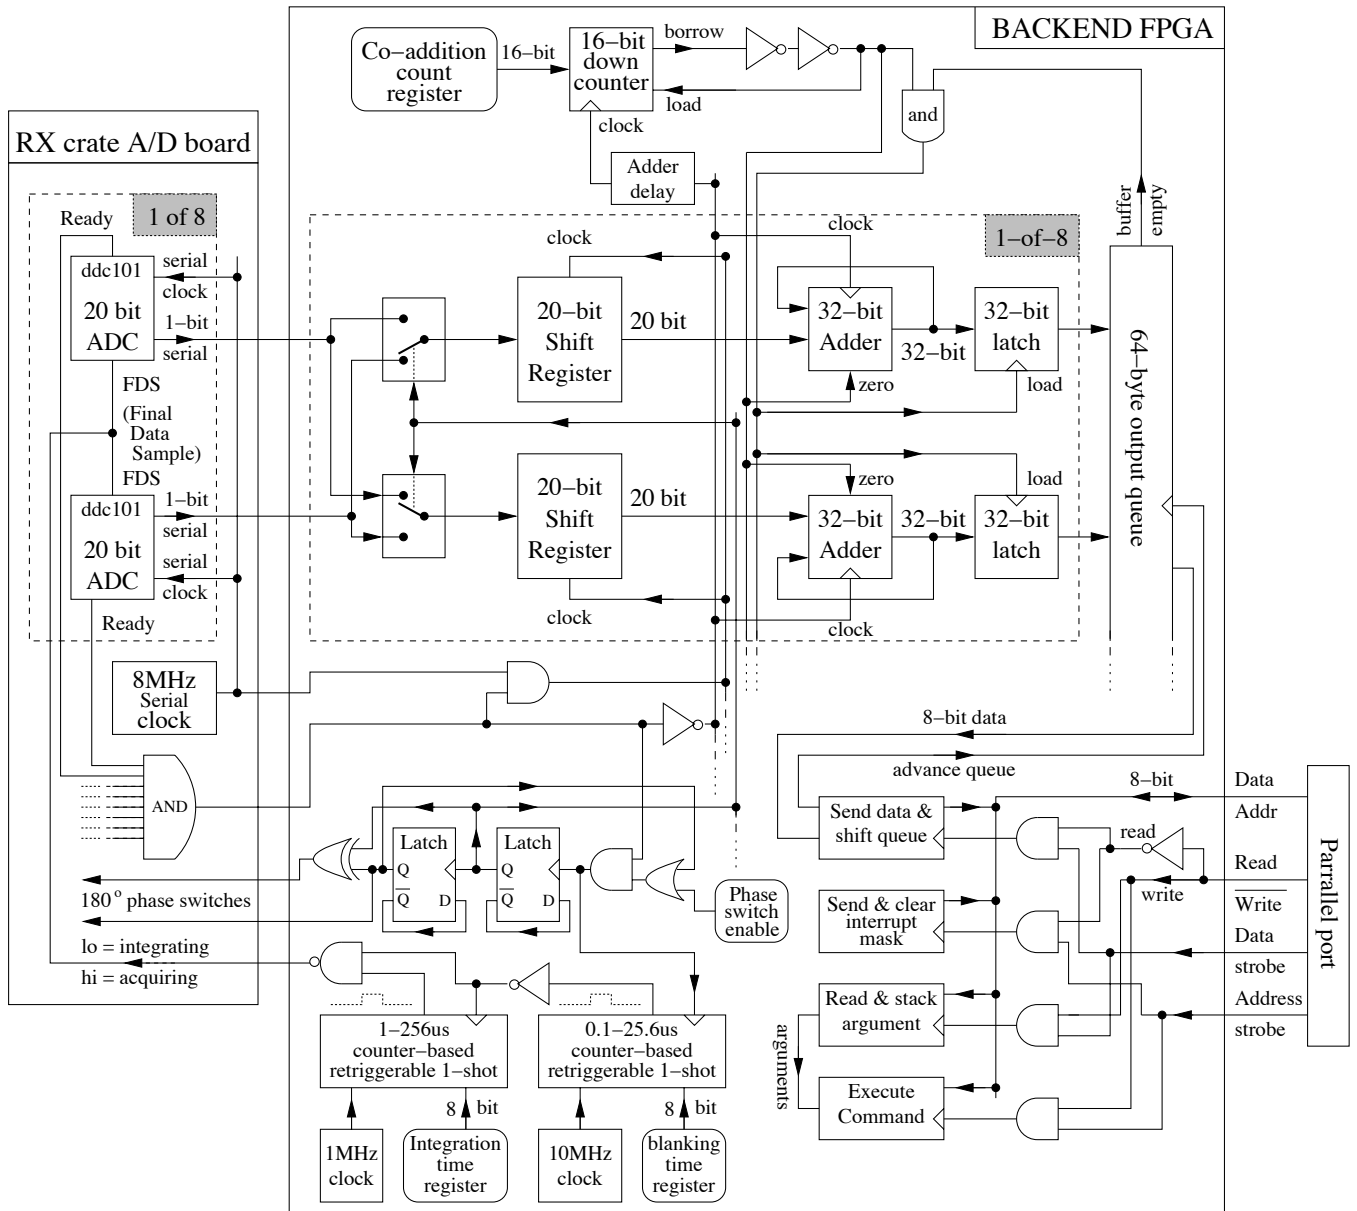 BACKEND FPGA
Co-addition
count
register
16-bit
16-bit
down
counter
borrow
load
clock
and
Adder
delay
buffer
empty
RX crate A/D board
1 of 8
Ready
ddc101
20 bit
ADC
serial
clock
1-bit
serial
FDS
(Final
Data
Sample)
FDS
ddc101
20 bit
ADC
1-bit
serial
serial
clock
Ready
8MHz
Serial
clock
AND
1-of-8
clock
20-bit
Shift
Register
20 bit
clock
32-bit
Adder
zero
32-bit
32-bit
latch
load
20-bit
Shift
Register
20 bit
clock
zero
32-bit
Adder
clock
32-bit
load
32-bit
latch
64-byte output queue
8-bit data
advance queue
Latch
Q
Q
D
Latch
Q
Q
D
Phase
switch
enable
180° phase switches
lo = integrating
hi = acquiring
1-256us
counter-based
retriggerable 1-shot
0.1-25.6us
counter-based
retriggerable 1-shot
8 bit
8 bit
1MHz
clock
Integration
time
register
10MHz
clock
blanking
time
register
Send data &
shift queue
Send & clear
interrupt
mask
Read & stack
argument
arguments
Execute
Command
8-bit
read
write
Data
Addr
Read
Write
Data
strobe
Address
strobe
Parrallel port